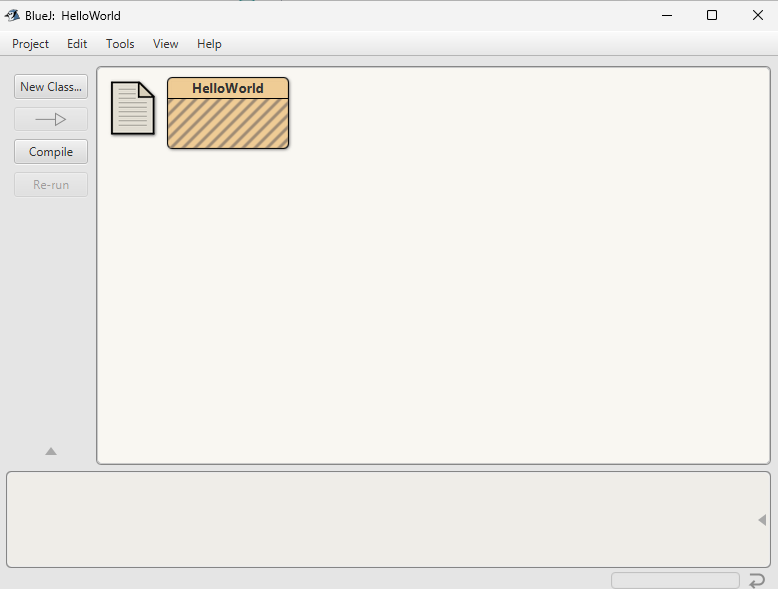 BlueJ: HelloWorld
Project Edit Tools View Help
New Class...
HelloWorld
Compile
Re-run